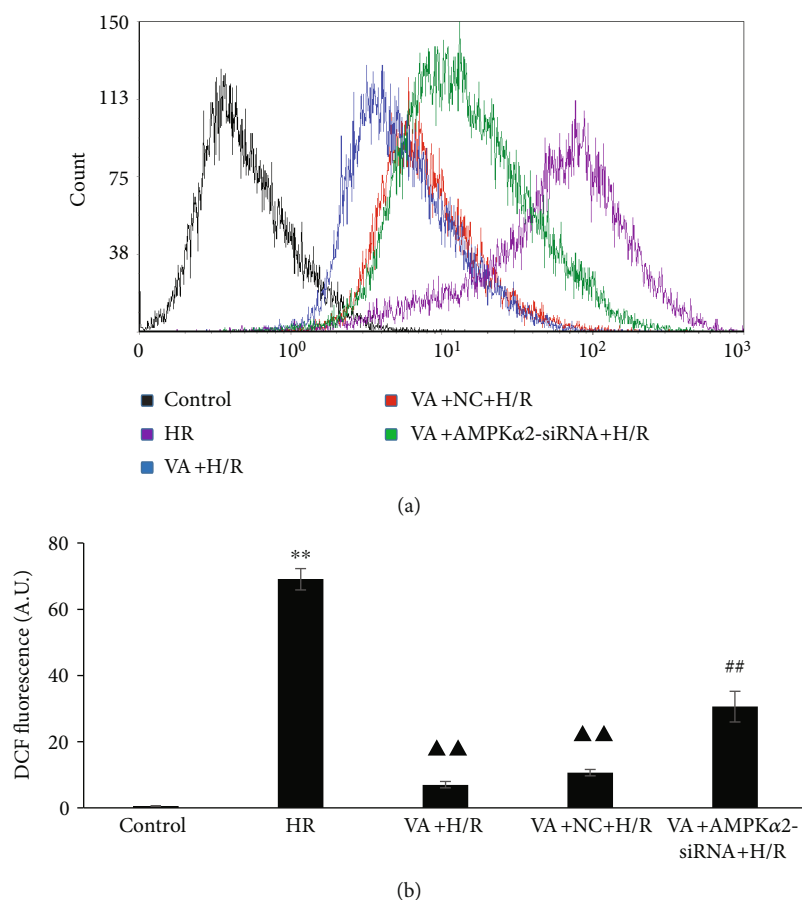 150
113
75
38
Count
0
10⁰
10¹
10²
10³
Control
HR
VA+H/R
VA+NC+H/R
VA+AMPKα2-siRNA+H/R
(a)
80
60
40
20
0
DCF fluorescence (A.U.)
**
▲▲
▲▲
##
Control
HR
VA+H/R
VA+NC+H/R
VA+AMPKα2-
siRNA+H/R
(b)